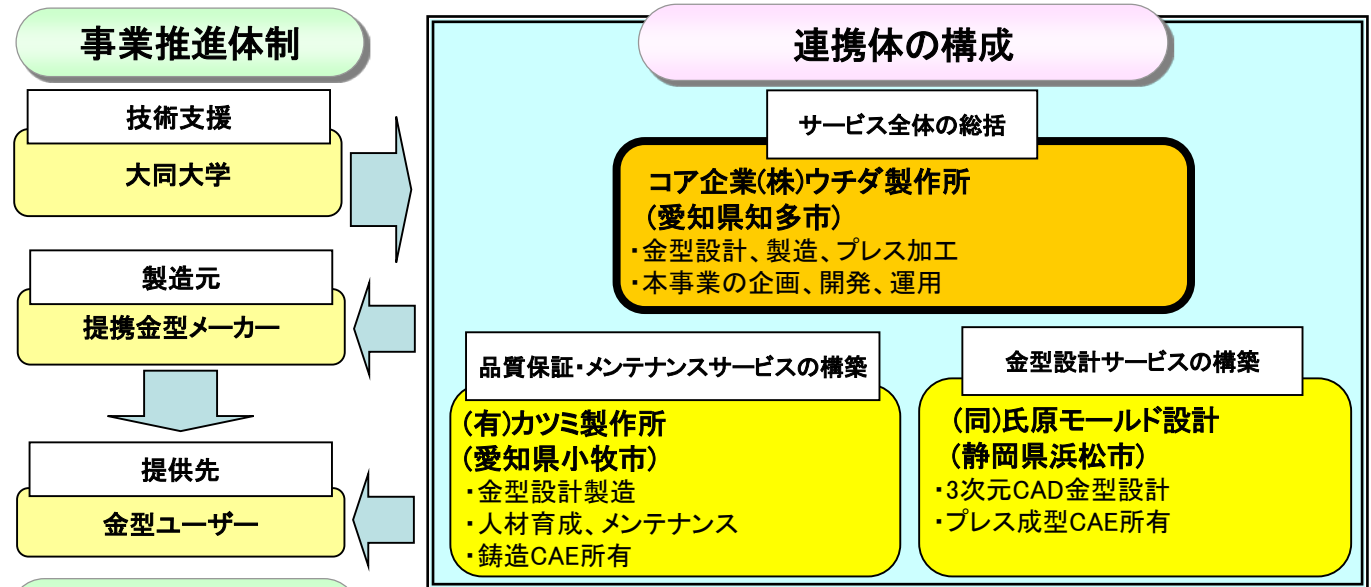 事業推進体制
技術支援
大同大学
製造元
提携金型メーカー
提供先
金型ユーザー
連携体の構成
サービス全体の総括
コア企業(株)ウチダ製作所
(愛知県知多市)
・金型設計、製造、プレス加工
・本事業の企画、開発、運用
品質保証・メンテナンスサービスの構築
(有)カツミ製作所
(愛知県小牧市)
・金型設計製造
・人材育成、メンテナンス
・鋳造CAE所有
金型設計サービスの構築
(同)氏原モールド設計
(静岡県浜松市)
・3次元CAD金型設計
・プレス成型CAE所有